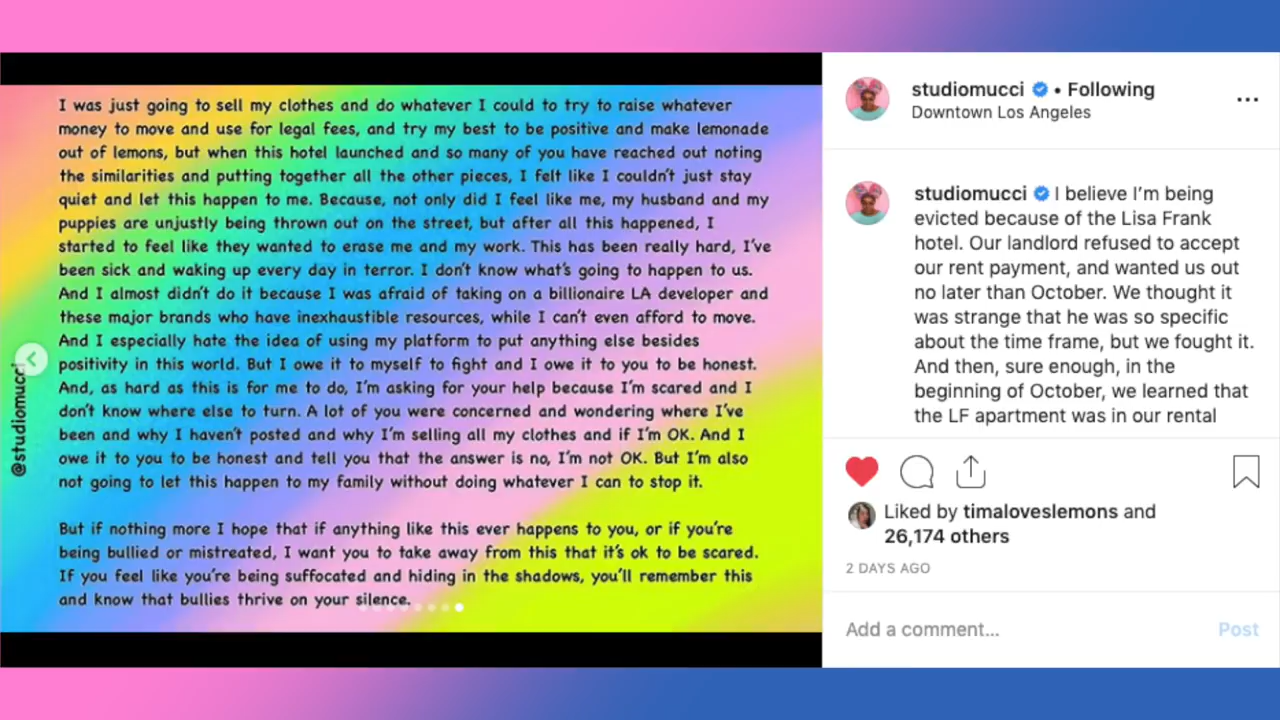 I was just going to sell my clothes and do whatever I could to try to raise whatever
money to move and use for legal fees, and try my best to be positive and make lemonade
out of lemons, but when this hotel launched and so many of you have reached out noting
the similarities and putting together all the other pieces, I felt like I couldn't just stay
quiet and let this happen to me. Because, not only did I feel like me, my husband and my
puppies are unjustly being thrown out on the street, but after all this happened, I
started to feel like they wanted to erase me and my work. This has been really hard, I've
been sick and waking up every day in terror. I don't know what's going to happen to us.
And I almost didn't do it because I was afraid of taking on a billionaire LA developer and
these major brands who have inexhaustible resources, while I can't even afford to move.
And I especially hate the idea of using my platform to put anything else besides
positivity in this world. But I owe it to myself to fight and I owe it to you to be honest.
And, as hard as this is for me to do, I'm asking for your help because I'm scared and I
don't know where else to turn. A lot of you were concerned and wondering where I've
been and why I haven't posted and why I'm selling all my clothes and if I'm OK. And I
owe it to you to be honest and tell you that the answer is no, I'm not OK. But I'm also
not going to let this happen to my family without doing whatever I can to stop it.
But if nothing more I hope that if anything like this ever happens to you, or if you're
being bullied or mistreated, I want you to take away from this that it's ok to be scared.
If you feel like you're being suffocated and hiding in the shadows, you'll remember this
and know that bullies thrive on your silence.
@studiomucci
studiomucci • Following
Downtown Los Angeles
studiomucci I believe I'm being
evicted because of the Lisa Frank
hotel. Our landlord refused to accept
our rent payment, and wanted us out
no later than October. We thought it
was strange that he was so specific
about the time frame, but we fought it.
And then, sure enough, in the
beginning of October, we learned that
the LF apartment was in our rental
Liked by timaloveslemons and
26,174 others
2 DAYS AGO
Add a comment... Post